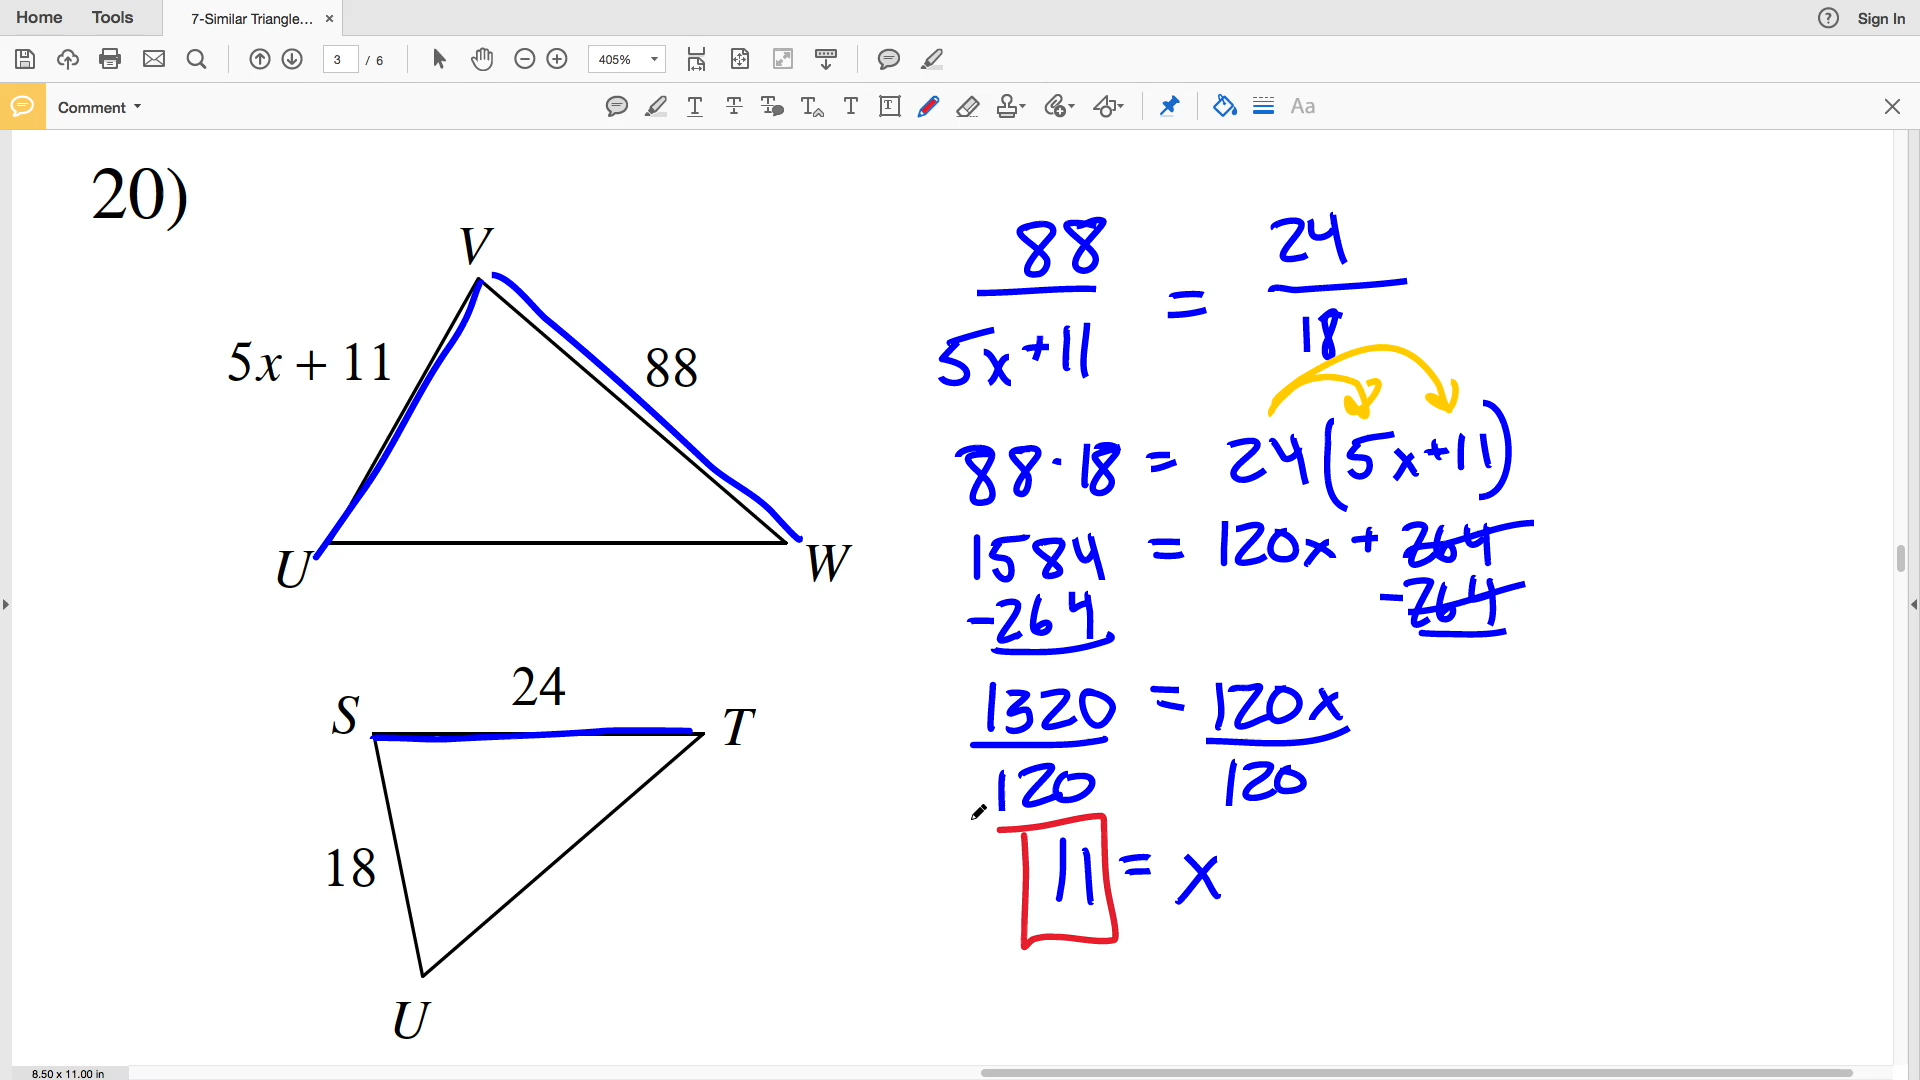 Home Tools 7-Similar Triangle... × ? Sign In
3 / 6 405%
Comment T T T T T T Aa
20)
V
5x + 11
88
U
W
S
24
T
18
U
88/(5x+11) = 24/18
88·18 = 24(5x+11)
1584 = 120x + 264
-264 -264
1320 = 120x
120 120
11 = x
8.50 x 11.00 in